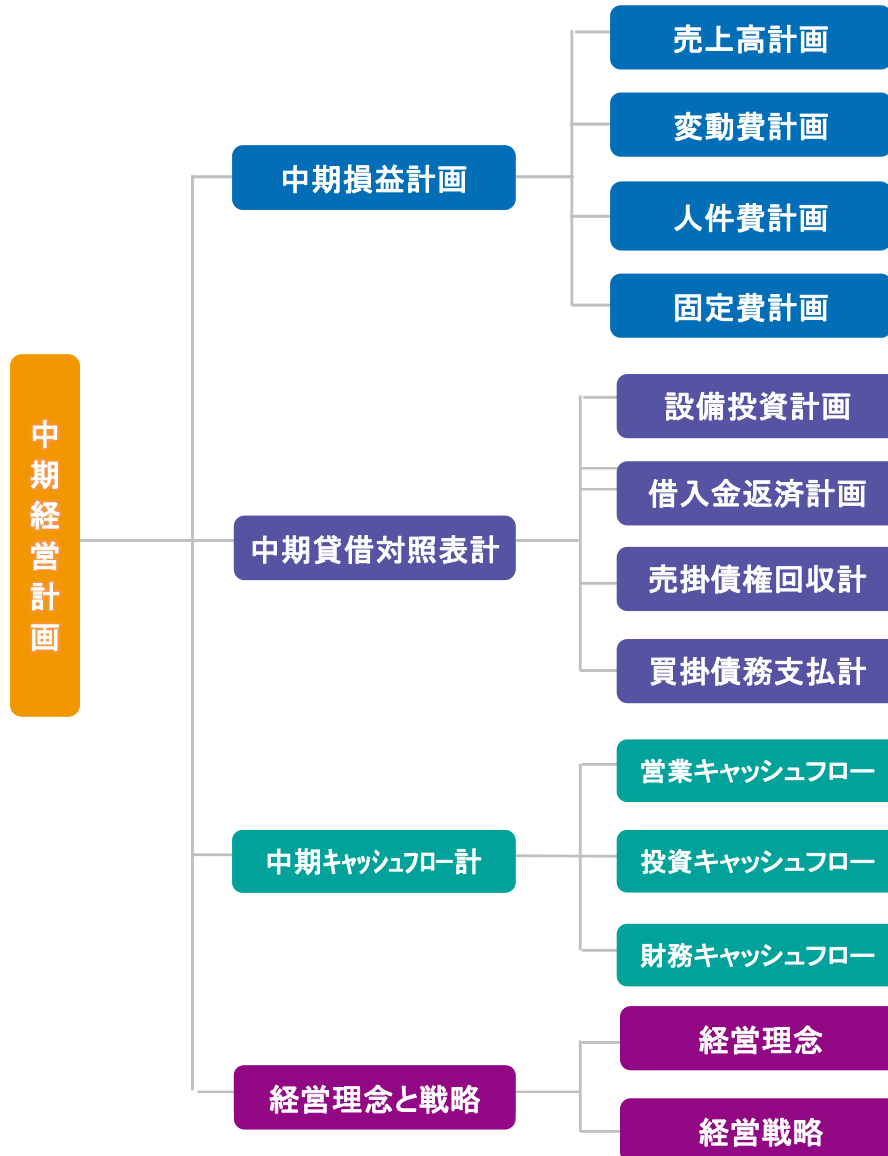 中期経営計画
中期損益計画
売上高計画
変動費計画
人件費計画
固定費計画
中期貸借対照表計
設備投資計画
借入金返済計画
売掛債権回収計
買掛債務支払計
中期キャッシュフロー計
営業キャッシュフロー
投資キャッシュフロー
財務キャッシュフロー
経営理念と戦略
経営理念
経営戦略